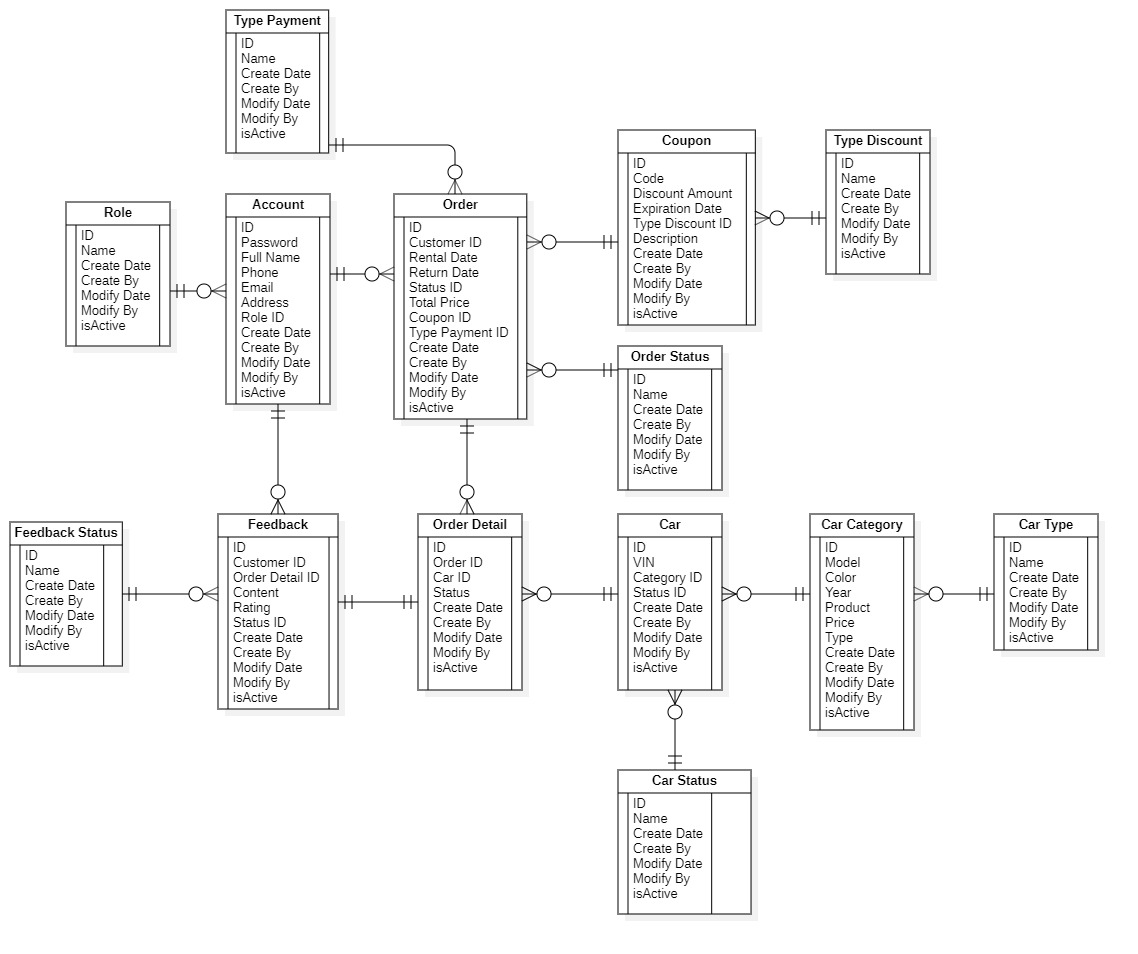 Type Payment
ID
Name
Create Date
Create By
Modify Date
Modify By
isActive
Role
ID
Name
Create Date
Create By
Modify Date
Modify By
isActive
Account
ID
Password
Full Name
Phone
Email
Address
Role ID
Create Date
Create By
Modify Date
Modify By
isActive
Order
ID
Customer ID
Rental Date
Return Date
Status ID
Total Price
Coupon ID
Type Payment ID
Create Date
Create By
Modify Date
Modify By
isActive
Coupon
ID
Code
Discount Amount
Expiration Date
Type Discount ID
Description
Create Date
Create By
Modify Date
Modify By
isActive
Type Discount
ID
Name
Create Date
Create By
Modify Date
Modify By
isActive
Order Status
ID
Name
Create Date
Create By
Modify Date
Modify By
isActive
Feedback Status
ID
Name
Create Date
Create By
Modify Date
Modify By
isActive
Feedback
ID
Customer ID
Order Detail ID
Content
Rating
Status ID
Create Date
Create By
Modify Date
Modify By
isActive
Order Detail
ID
Order ID
Car ID
Status
Create Date
Create By
Modify Date
Modify By
isActive
Car
ID
VIN
Category ID
Status ID
Create Date
Create By
Modify Date
Modify By
isActive
Car Category
ID
Model
Color
Year
Product
Price
Type
Create Date
Create By
Modify Date
Modify By
isActive
Car Type
ID
Name
Create Date
Create By
Modify Date
Modify By
isActive
Car Status
ID
Name
Create Date
Create By
Modify Date
Modify By
isActive